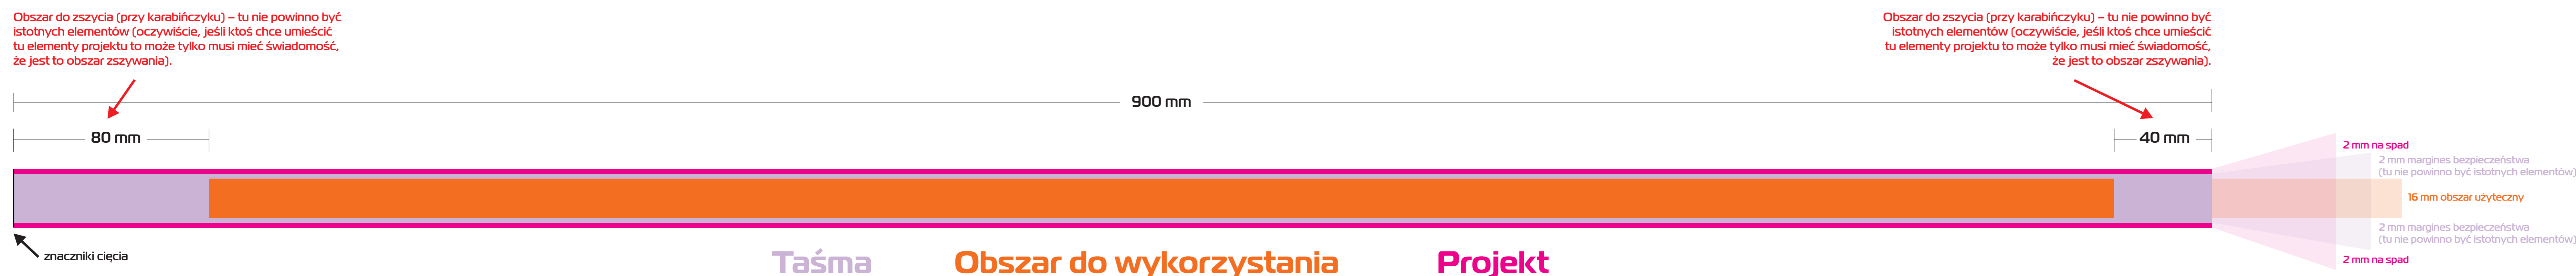 Obszar do zszycia (przy karabińczyku) – tu nie powinno być
istotnych elementów (oczywiście, jeśli ktoś chce umieścić
tu elementy projektu to może tylko musi mieć świadomość,
że jest to obszar zszywania).
Obszar do zszycia (przy karabińczyku) – tu nie powinno być
istotnych elementów (oczywiście, jeśli ktoś chce umieścić
tu elementy projektu to może tylko musi mieć świadomość,
że jest to obszar zszywania).
900 mm
80 mm
40 mm
2 mm na spad
2 mm margines bezpieczeństwa
(tu nie powinno być istotnych elementów)
16 mm obszar użyteczny
2 mm margines bezpieczeństwa
(tu nie powinno być istotnych elementów)
2 mm na spad
znaczniki cięcia
Taśma
Obszar do wykorzystania
Projekt